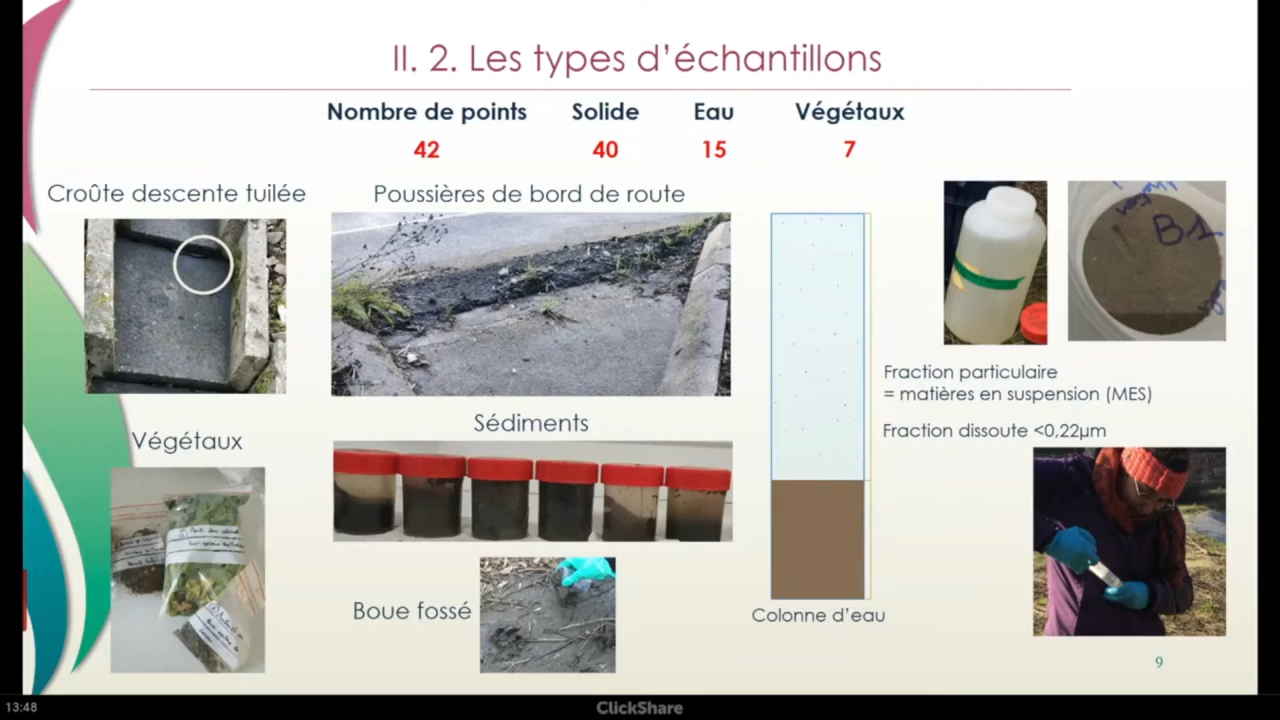 II. 2. Les types d’échantillons
Nombre de points Solide Eau Végétaux
42 40 15 7
Croûte descente tuilée
Poussières de bord de route
B1
Fraction particulaire
= matières en suspension (MES)
Fraction dissoute <0,22µm
Végétaux
Sédiments
Boue fossé
Colonne d’eau
9
13:48
ClickShare